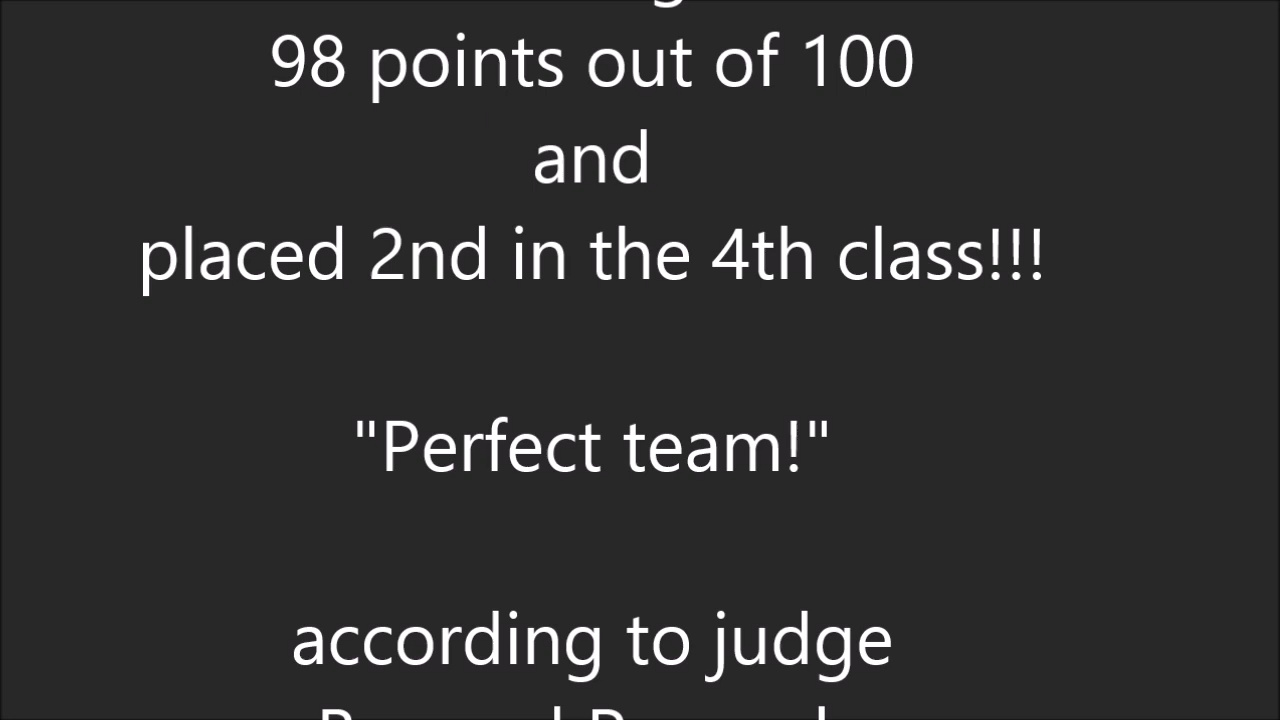 98 points out of 100
and
placed 2nd in the 4th class!!!
"Perfect team!"
according to judge